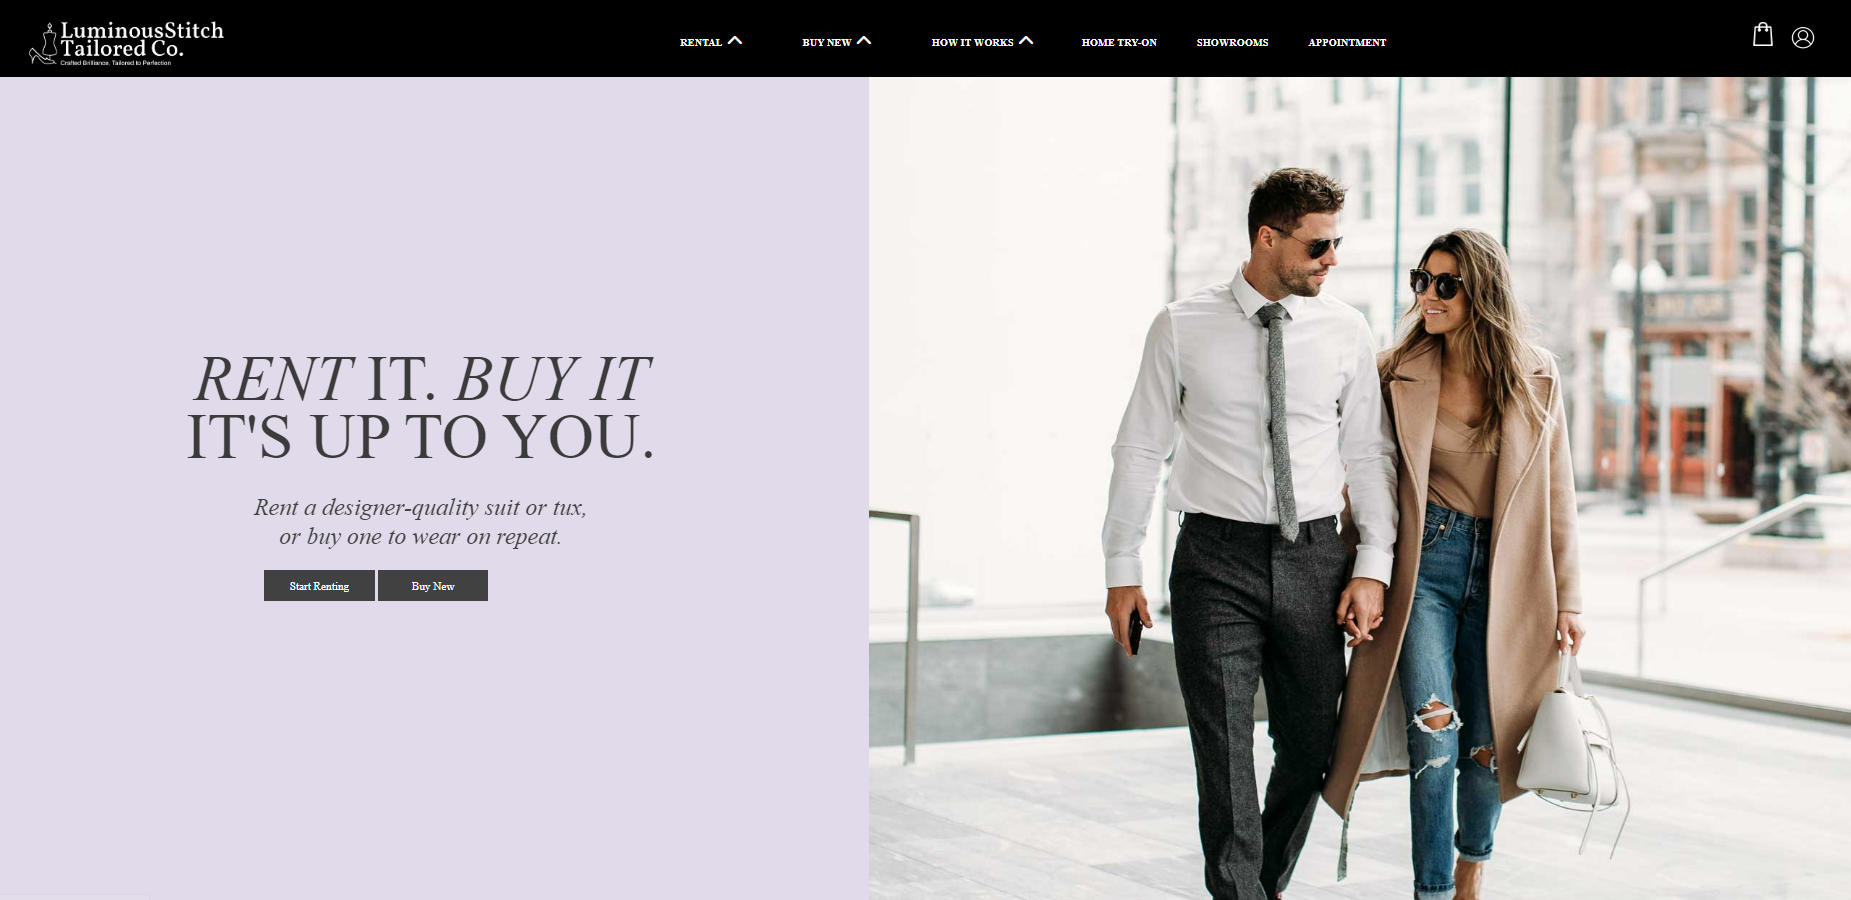 LuminousStitch
Tailored Co.
Crafted Brilliance, Tailored to Perfection
RENTAL
BUY NEW
HOW IT WORKS
HOME TRY-ON
SHOWROOMS
APPOINTMENT
RENT IT. BUY IT
IT'S UP TO YOU.
Rent a designer-quality suit or tux,
or buy one to wear on repeat.
Start Renting
Buy New